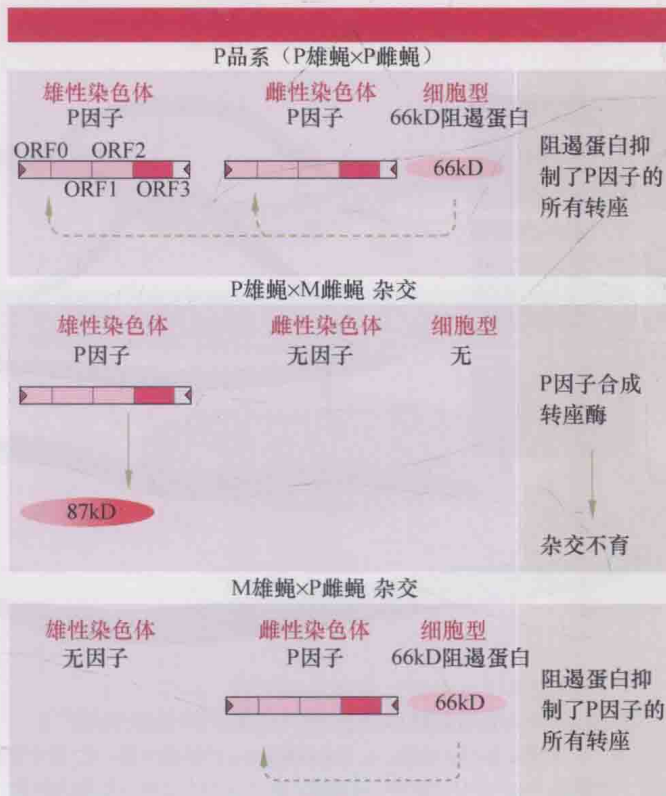 P品系（P雄蝇×P雌蝇）
雄性染色体
P因子
雌性染色体
P因子
细胞型
66kD阻遏蛋白
ORF0
ORF2
ORF1
ORF3
66kD
阻遏蛋白抑
制了P因子的
所有转座
P雄蝇×M雌蝇 杂交
雄性染色体
P因子
雌性染色体
无因子
细胞型
无
87kD
P因子合成
转座酶
杂交不育
M雄蝇×P雌蝇 杂交
雄性染色体
无因子
雌性染色体
P因子
细胞型
66kD阻遏蛋白
66kD
阻遏蛋白抑
制了P因子的
所有转座